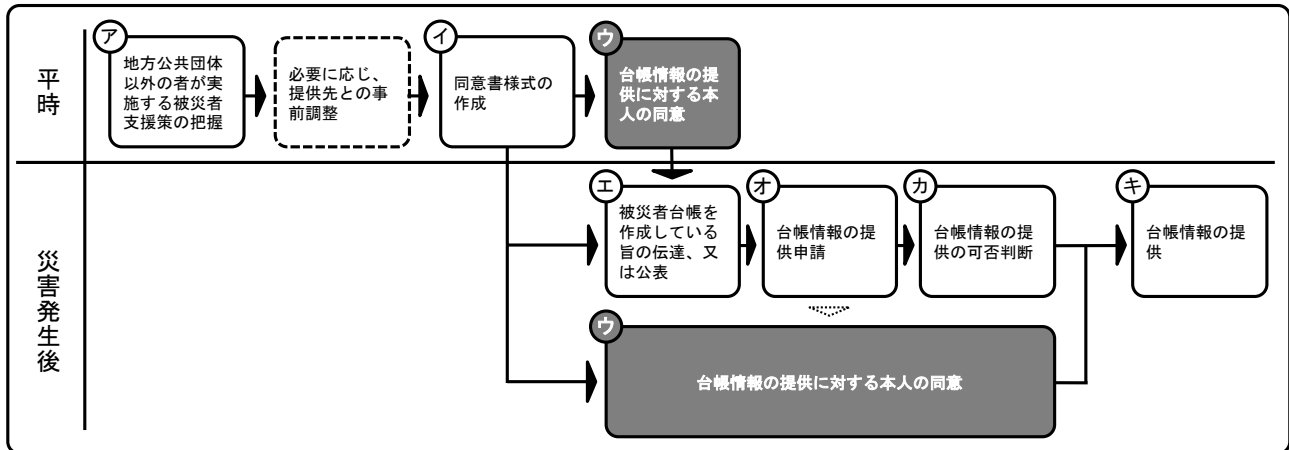 平時
ア
地方公共団体
以外の者が実
施する被災者
支援策の把握
必要に応じ、
提供先との事
前調整
イ
同意書様式の
作成
ウ
台帳情報の提
供に対する本
人の同意
災害発生後
エ
被災者台帳を
作成している
旨の伝達、又
は公表
オ
台帳情報の提
供申請
カ
台帳情報の提
供の可否判断
キ
台帳情報の提
供
ウ
台帳情報の提供に対する本人の同意